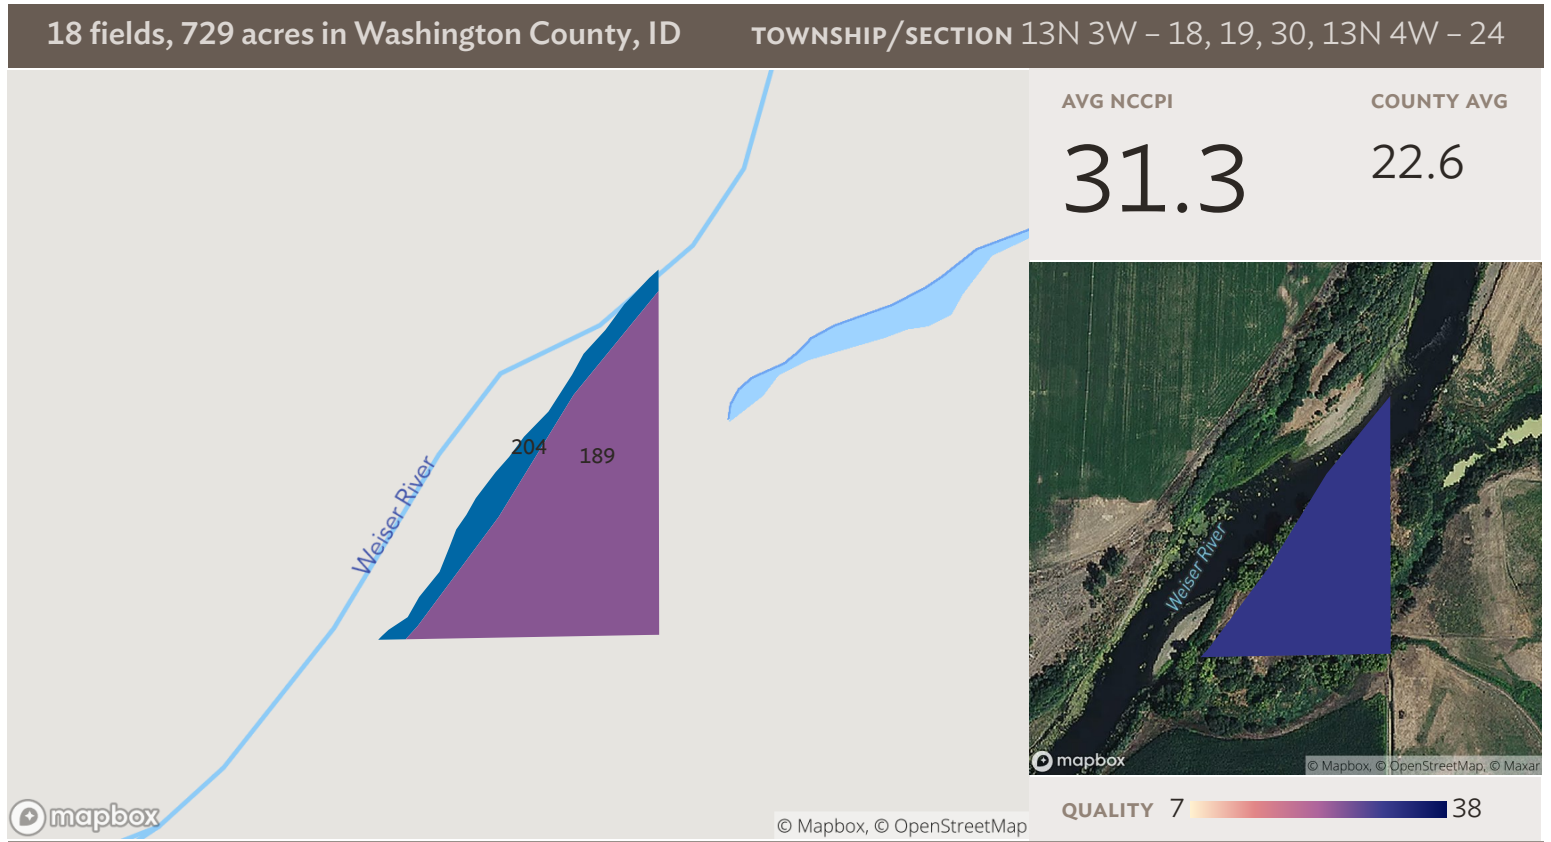 18 fields, 729 acres in Washington County, ID
TOWNSHIP/SECTION 13N 3W – 18, 19, 30, 13N 4W – 24
AVG NCCPI
31.3
COUNTY AVG
22.6
204
189
Weiser River
mapbox
© Mapbox, © OpenStreetMap
Weiser River
mapbox
© Mapbox, © OpenStreetMap, © Maxar
QUALITY 7 38